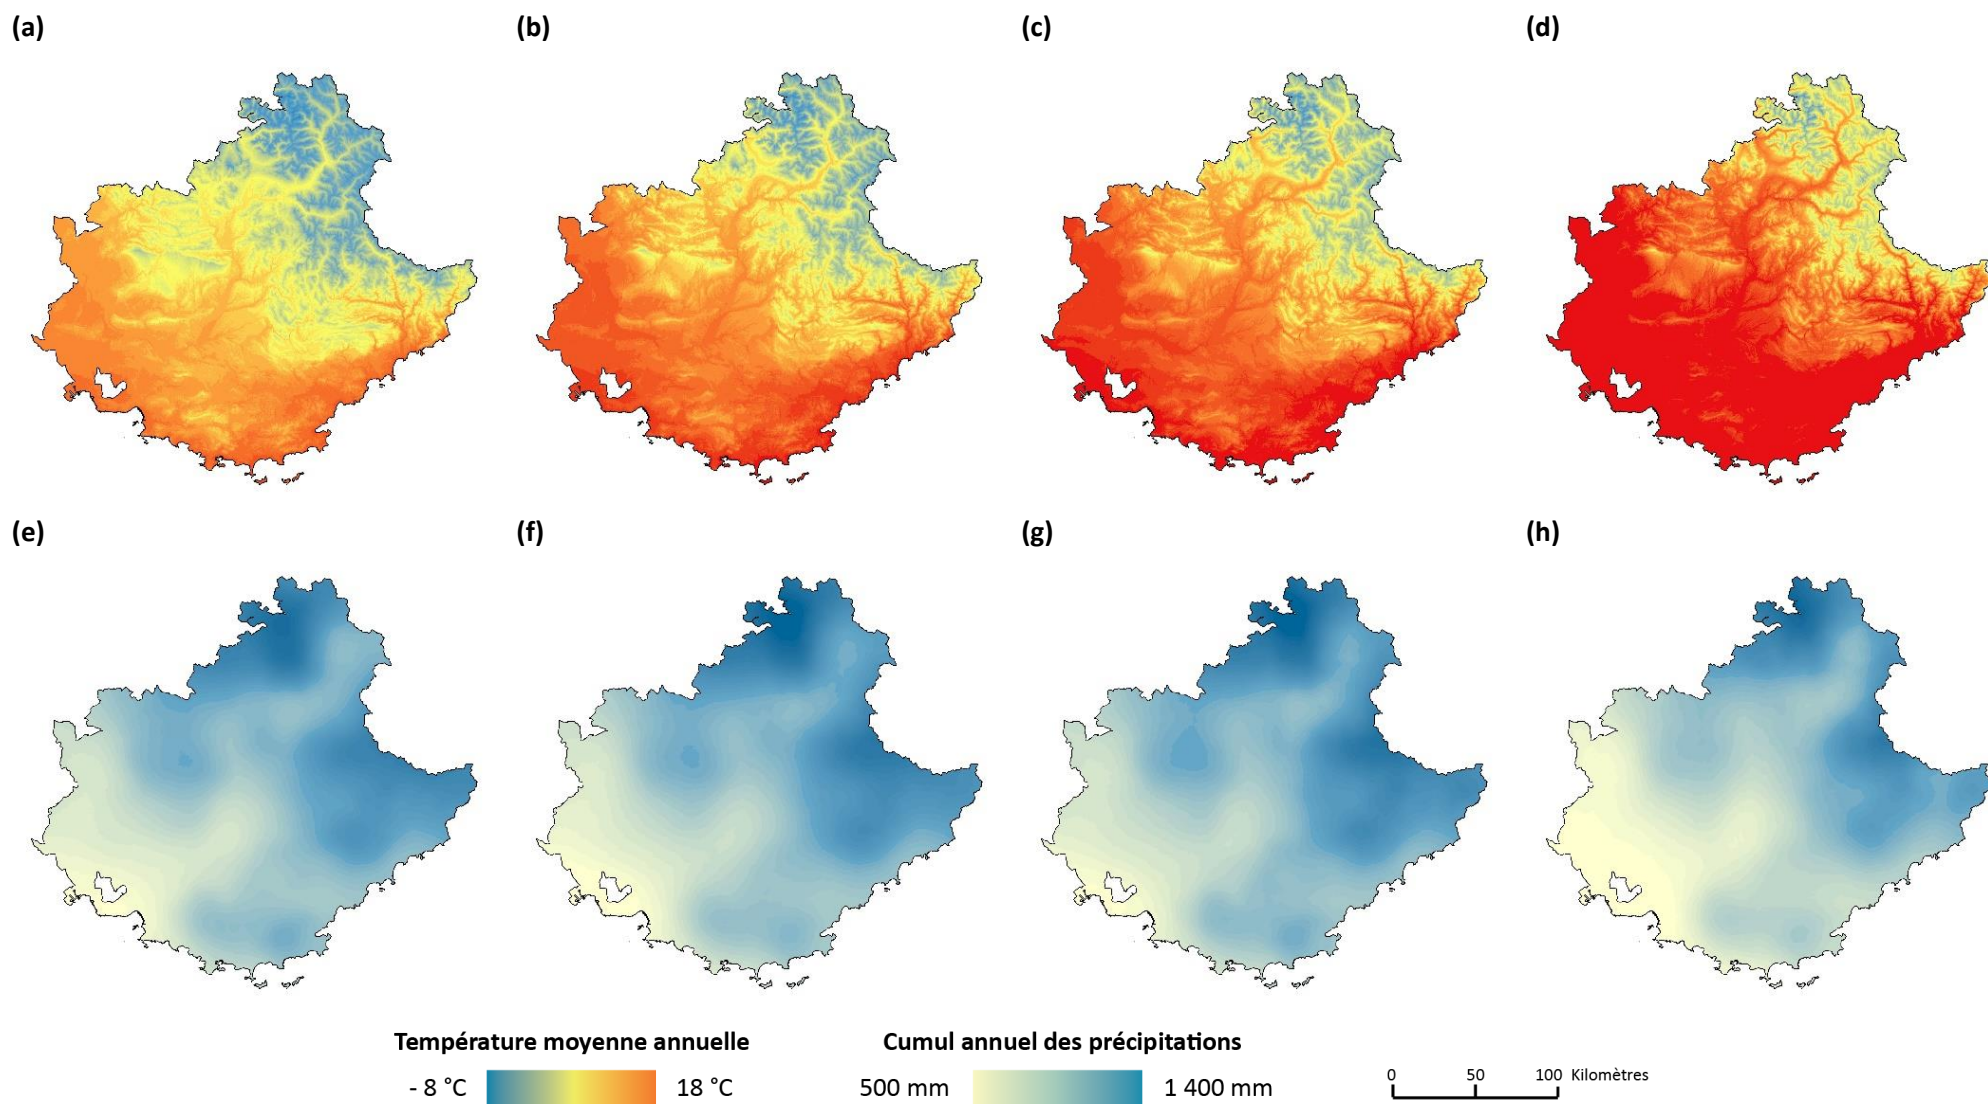 (a) (b) (c) (d)
(e) (f) (g) (h)
Température moyenne annuelle
- 8 °C 18 °C
Cumul annuel des précipitations
500 mm 1 400 mm
0 50 100 Kilomètres